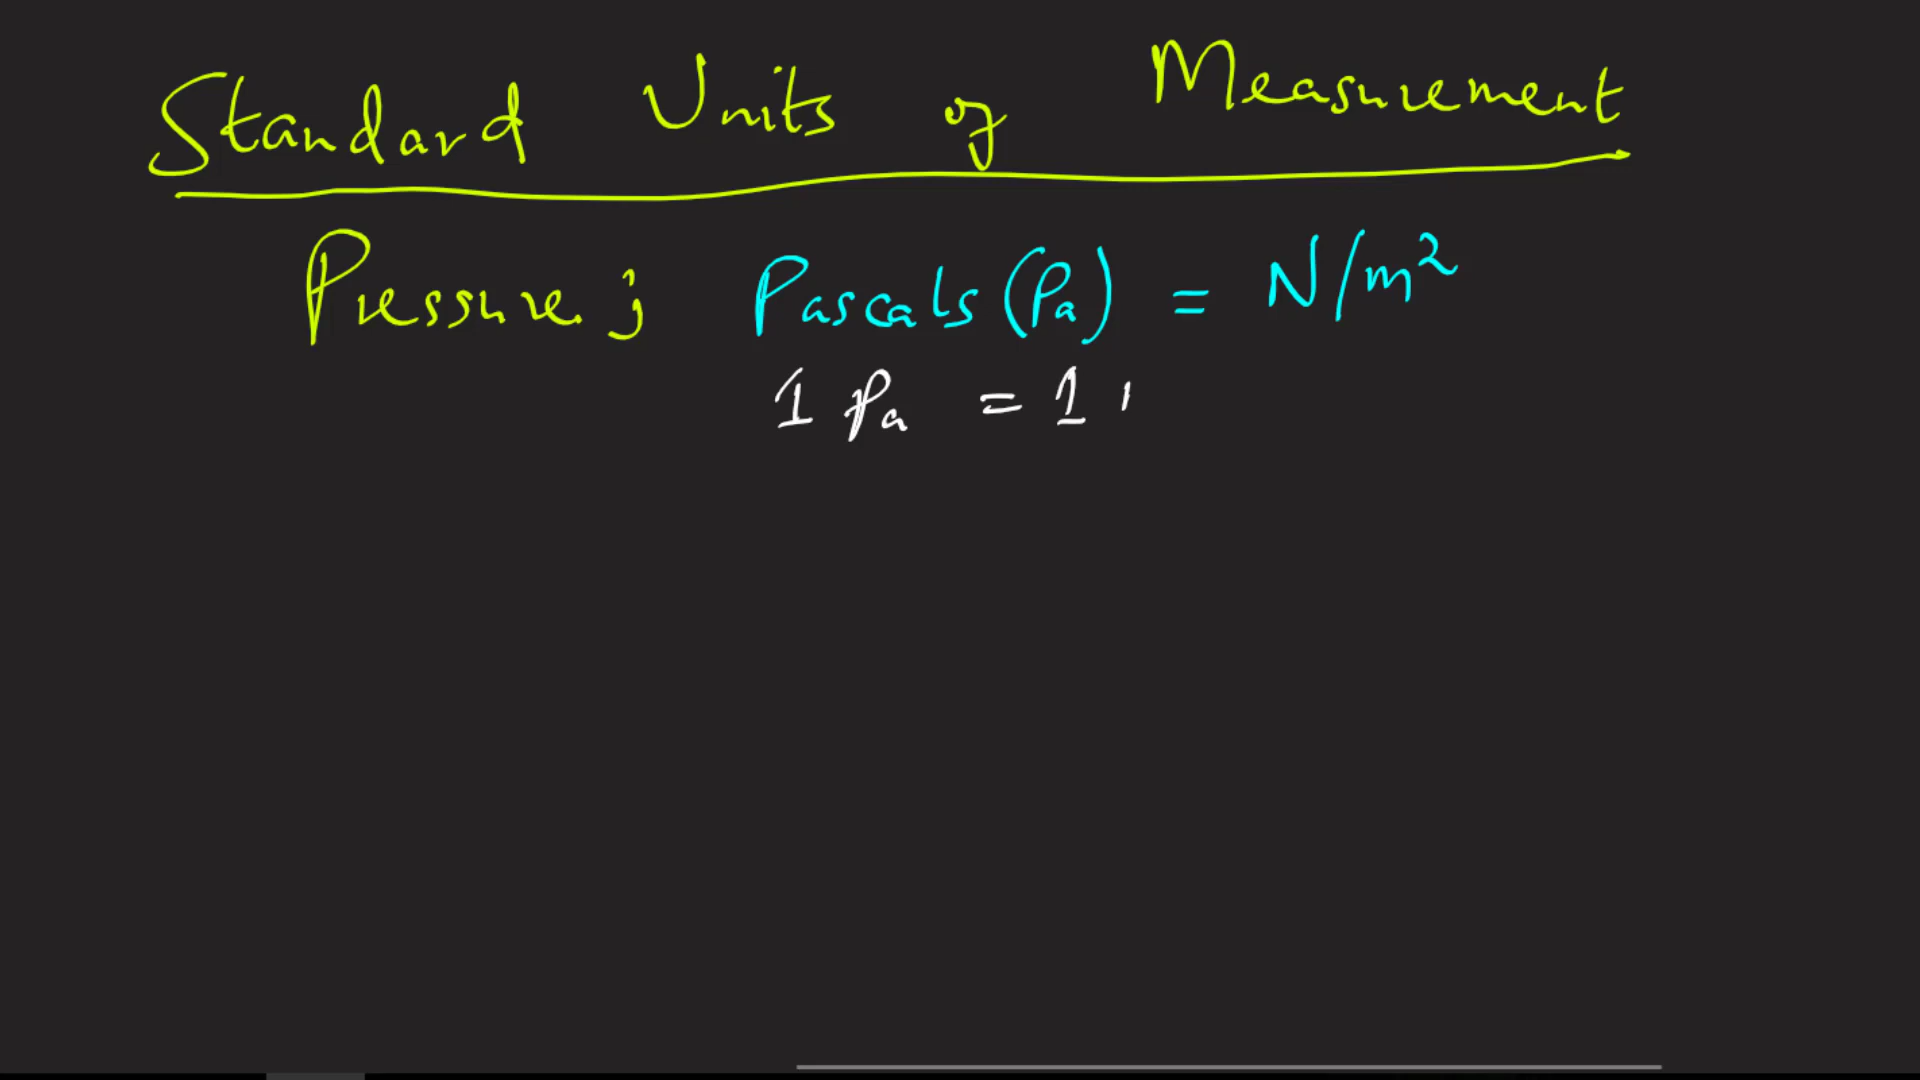 Standard Units of Measurement
Pressure; Pascals (Pa) = N/m²
1 Pa = 1